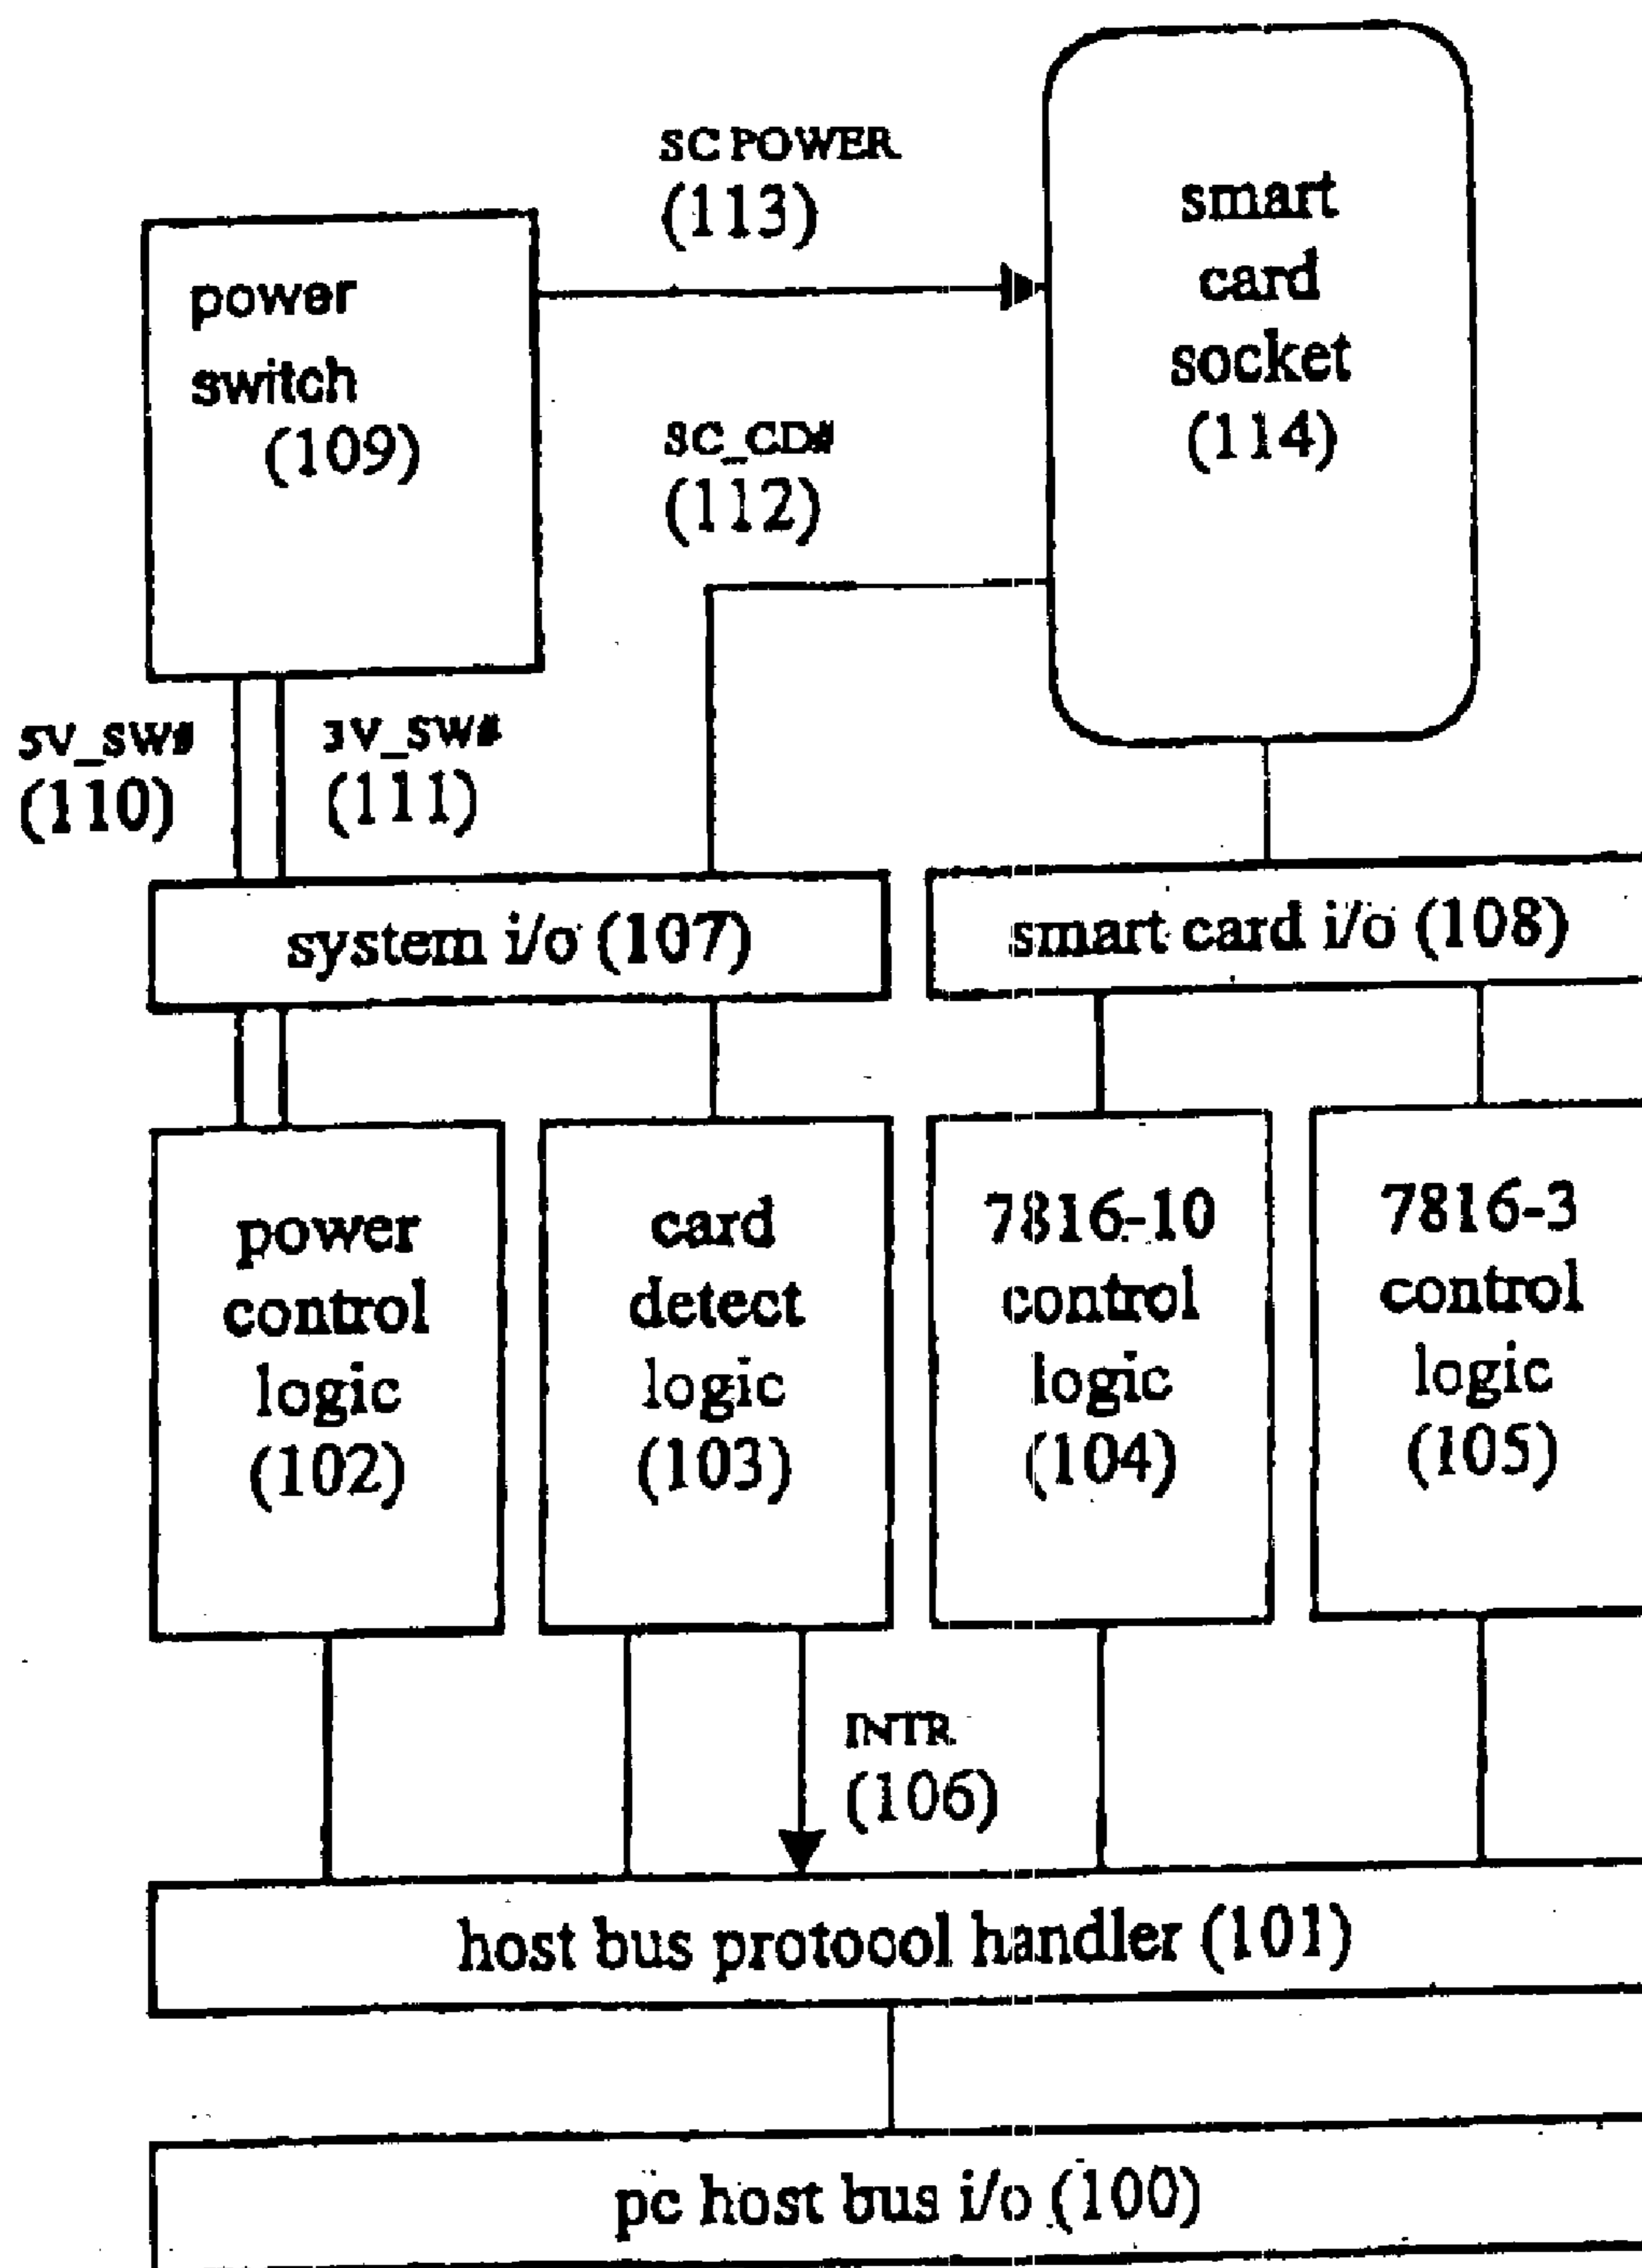 SC POWER
(113)
smart
card
socket
(114)
power
switch
(109)
SC_CD#
(112)
5V_SW#
(110)
3V_SW#
(111)
system i/o (107)
smart card i/o (108)
power
control
logic
(102)
card
detect
logic
(103)
7816-10
control
logic
(104)
7816-3
control
logic
(105)
INTR
(106)
host bus protocol handler (101)
pc host bus i/o (100)